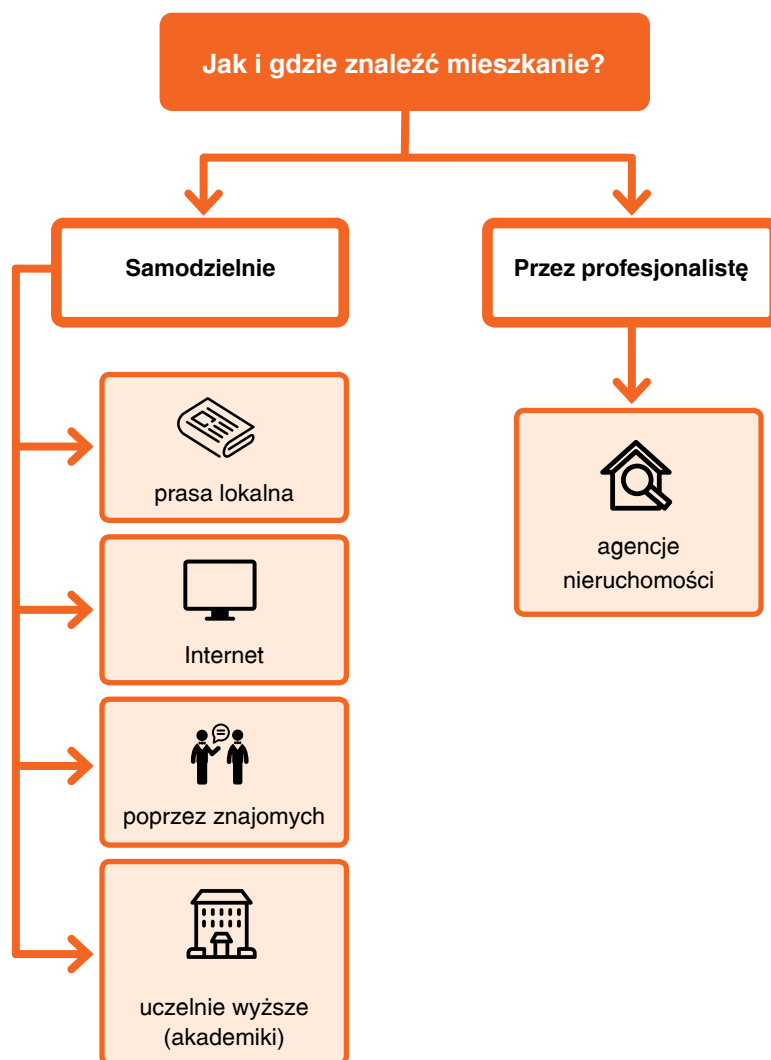 Jak i gdzie znaleźć mieszkanie?
Samodzielnie
Przez profesjonalistę
prasa lokalna
Internet
poprzez znajomych
uczelnie wyższe
(akademiki)
agencje
nieruchomości